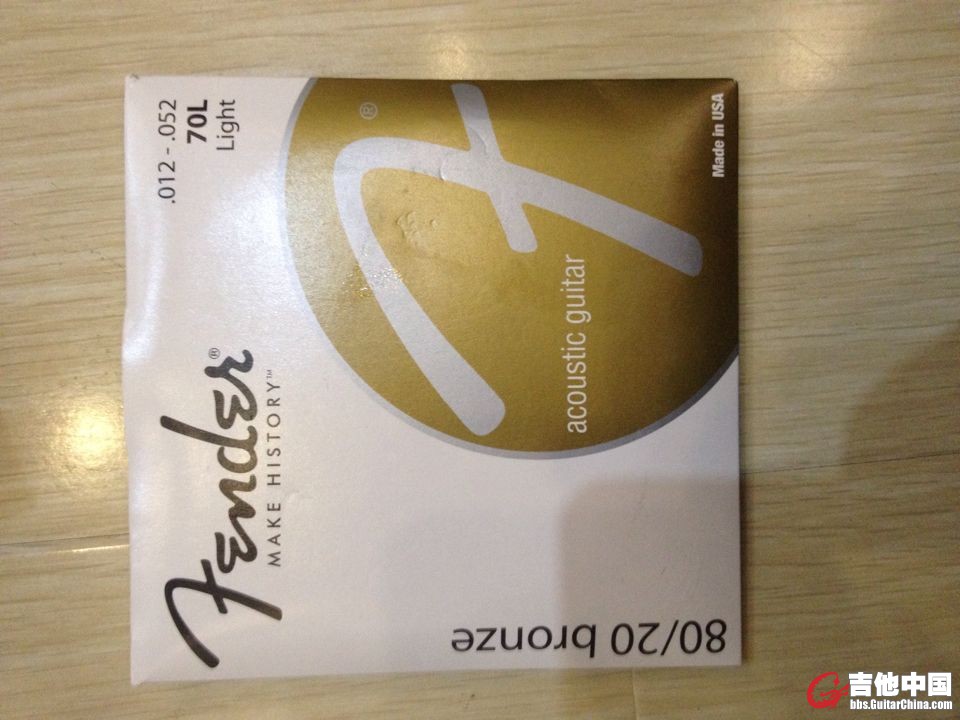 Fender®
MAKE HISTORY™
.012 - .052
70L
Light
®
acoustic guitar
Made in USA
80/20 bronze
吉他中国
bbs.GuitarChina.com